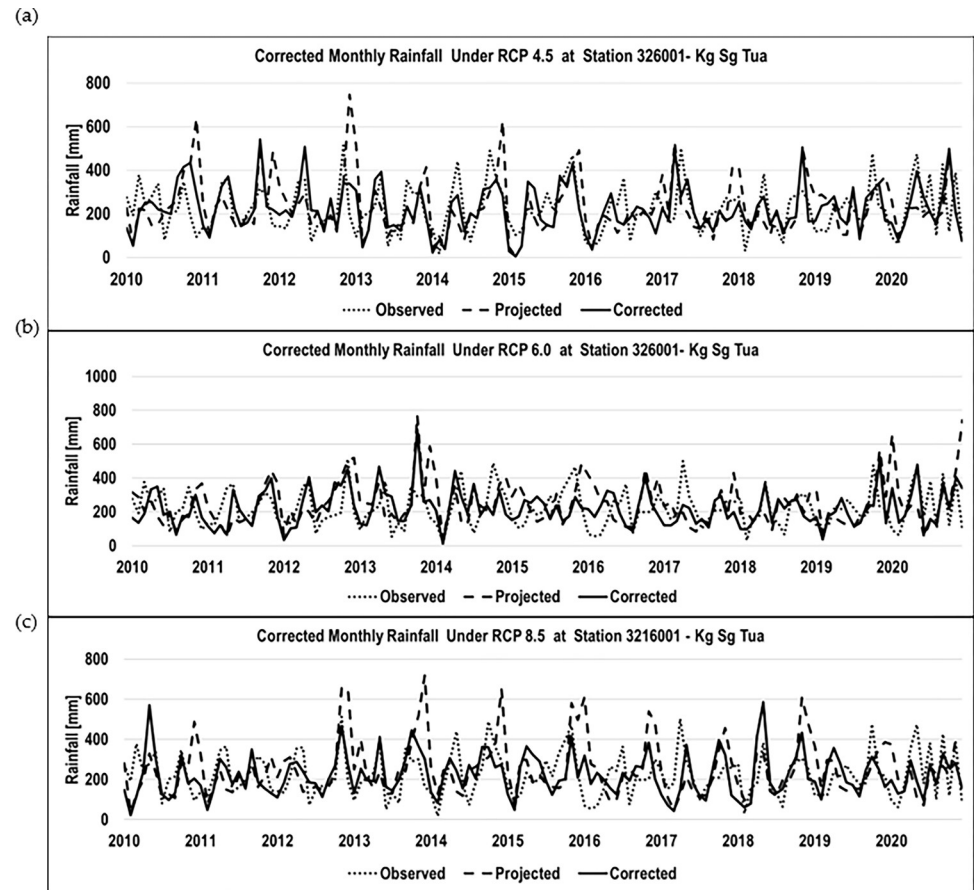 (a)
Corrected Monthly Rainfall Under RCP 4.5 at Station 326001- Kg Sg Tua
Rainfall [mm]
800
600
400
200
0
2010 2011 2012 2013 2014 2015 2016 2017 2018 2019 2020
Observed Projected Corrected
(b)
Corrected Monthly Rainfall Under RCP 6.0 at Station 326001- Kg Sg Tua
Rainfall [mm]
1000
800
600
400
200
0
2010 2011 2012 2013 2014 2015 2016 2017 2018 2019 2020
Observed Projected Corrected
(c)
Corrected Monthly Rainfall Under RCP 8.5 at Station 3216001 - Kg Sg Tua
Rainfall [mm]
800
600
400
200
0
2010 2011 2012 2013 2014 2015 2016 2017 2018 2019 2020
Observed Projected Corrected